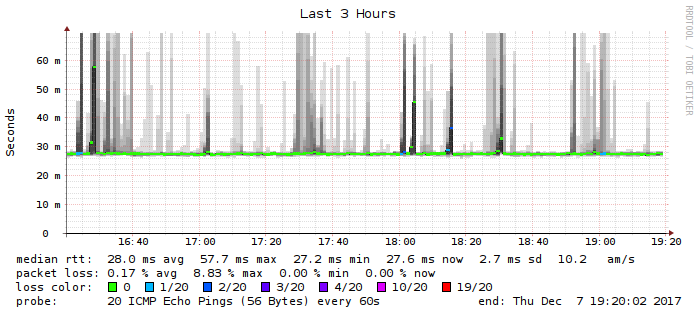 Last 3 Hours
RRDTOOL / TOBI OETIKER
Seconds
60 m
50 m
40 m
30 m
20 m
10 m
0
16:40 17:00 17:20 17:40 18:00 18:20 18:40 19:00 19:20
median rtt: 28.0 ms avg 57.7 ms max 27.2 ms min 27.6 ms now 2.7 ms sd 10.2 am/s
packet loss: 0.17 % avg 8.83 % max 0.00 % min 0.00 % now
loss color: 0 1/20 2/20 3/20 4/20 10/20 19/20
probe: 20 ICMP Echo Pings (56 Bytes) every 60s end: Thu Dec 7 19:20:02 2017